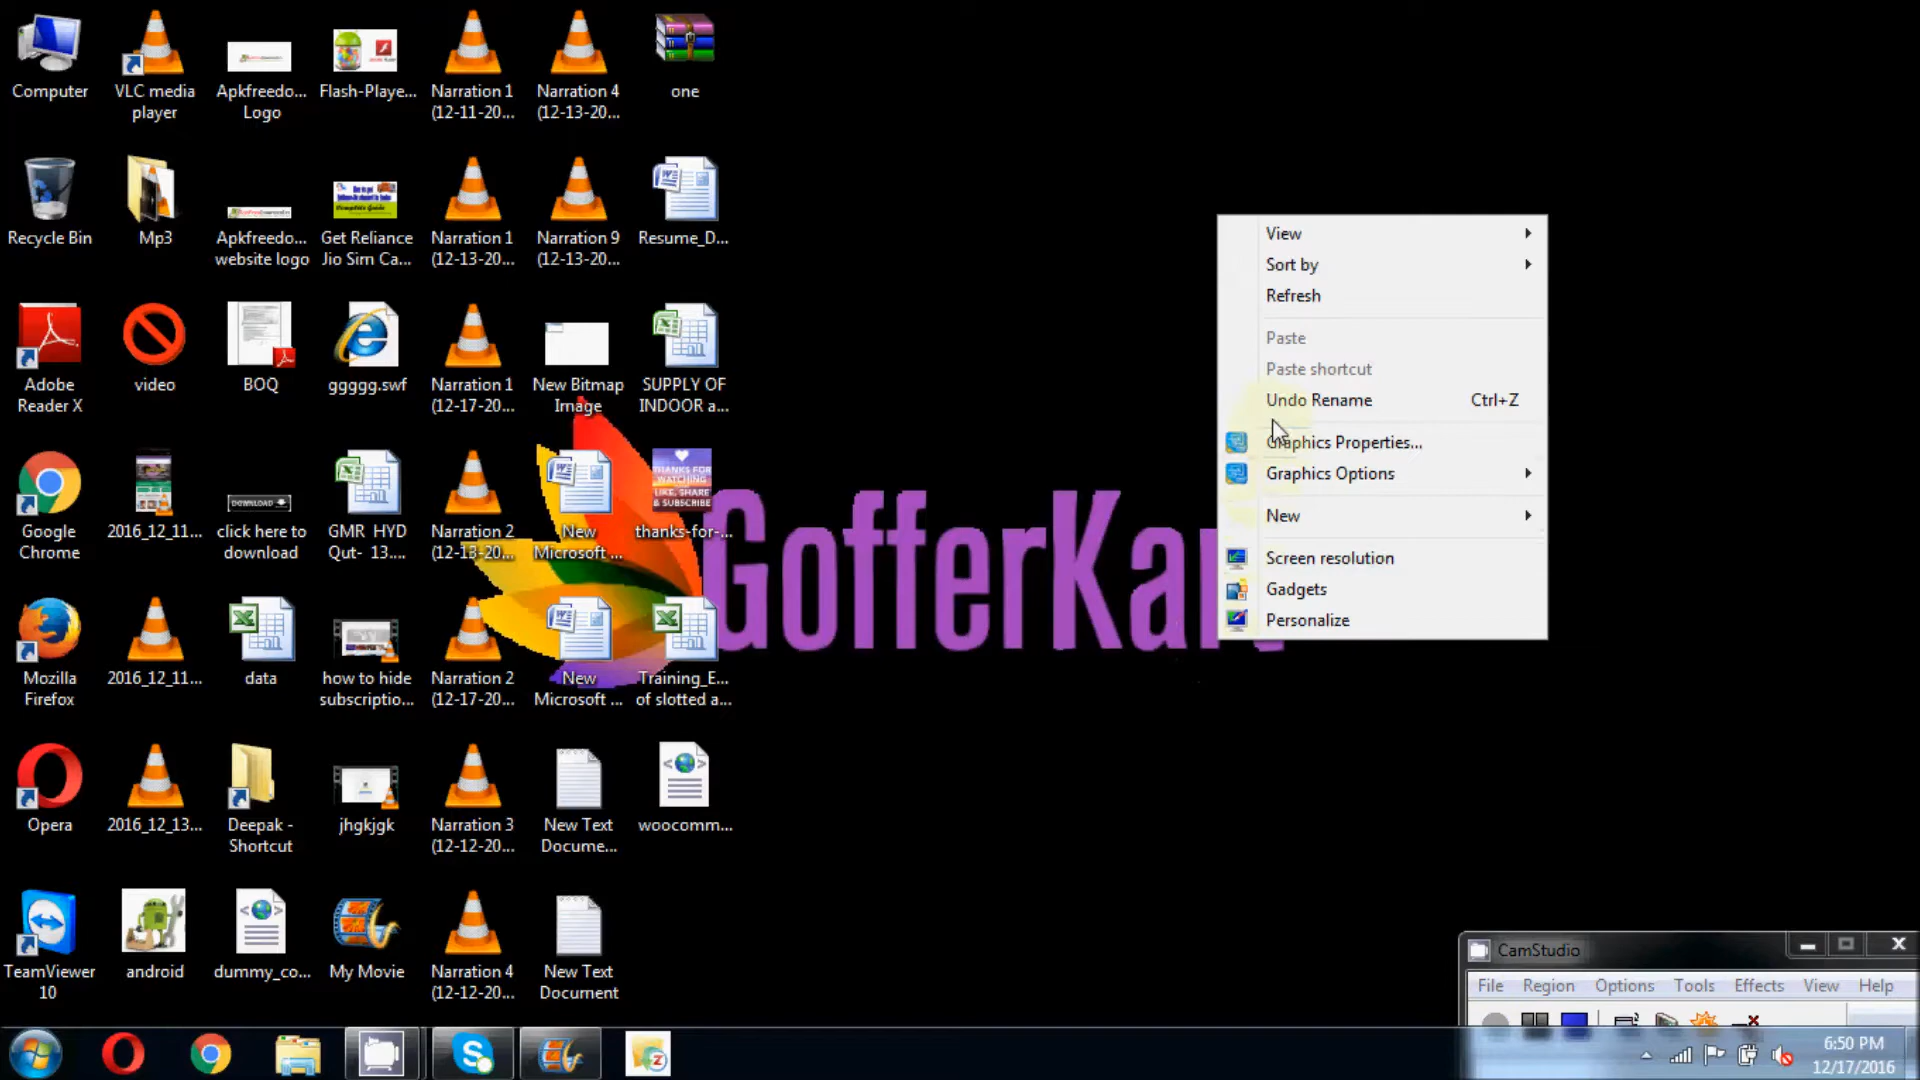 Computer
VLC media
player
Apkfreedo...
Logo
Flash-Playe...
Narration 1
(12-11-20...
Narration 4
(12-13-20...
one
Recycle Bin
Mp3
Apkfreedo...
website logo
Get Reliance
Jio Sim Ca...
Narration 1
(12-13-20...
Narration 9
(12-13-20...
Resume_D...
Adobe
Reader X
video
BOQ
ggggg.swf
Narration 1
(12-17-20...
New Bitmap
Image
SUPPLY OF
INDOOR a...
THANKS FOR
WATCHING
LIKE, SHARE
& SUBSCRIBE
DOWNLOAD
Google
Chrome
2016_12_11...
click here to
download
GMR HYD
Qut- 13....
Narration 2
(12-13-20...
New
Microsoft ...
thanks-for-...
GofferKar
Mozilla
Firefox
2016_12_11...
data
how to hide
subscriptio...
Narration 2
(12-17-20...
New
Microsoft ...
Training_E...
of slotted a...
Opera
2016_12_13...
Deepak -
Shortcut
jhgkjgk
Narration 3
(12-12-20...
New Text
Docume...
woocomm...
TeamViewer
10
android
dummy_co...
My Movie
Narration 4
(12-12-20...
New Text
Document
View
Sort by
Refresh
Paste
Paste shortcut
Undo Rename Ctrl+Z
Graphics Properties...
Graphics Options
New
Screen resolution
Gadgets
Personalize
CamStudio
File Region Options Tools Effects View Help
6:50 PM
12/17/2016